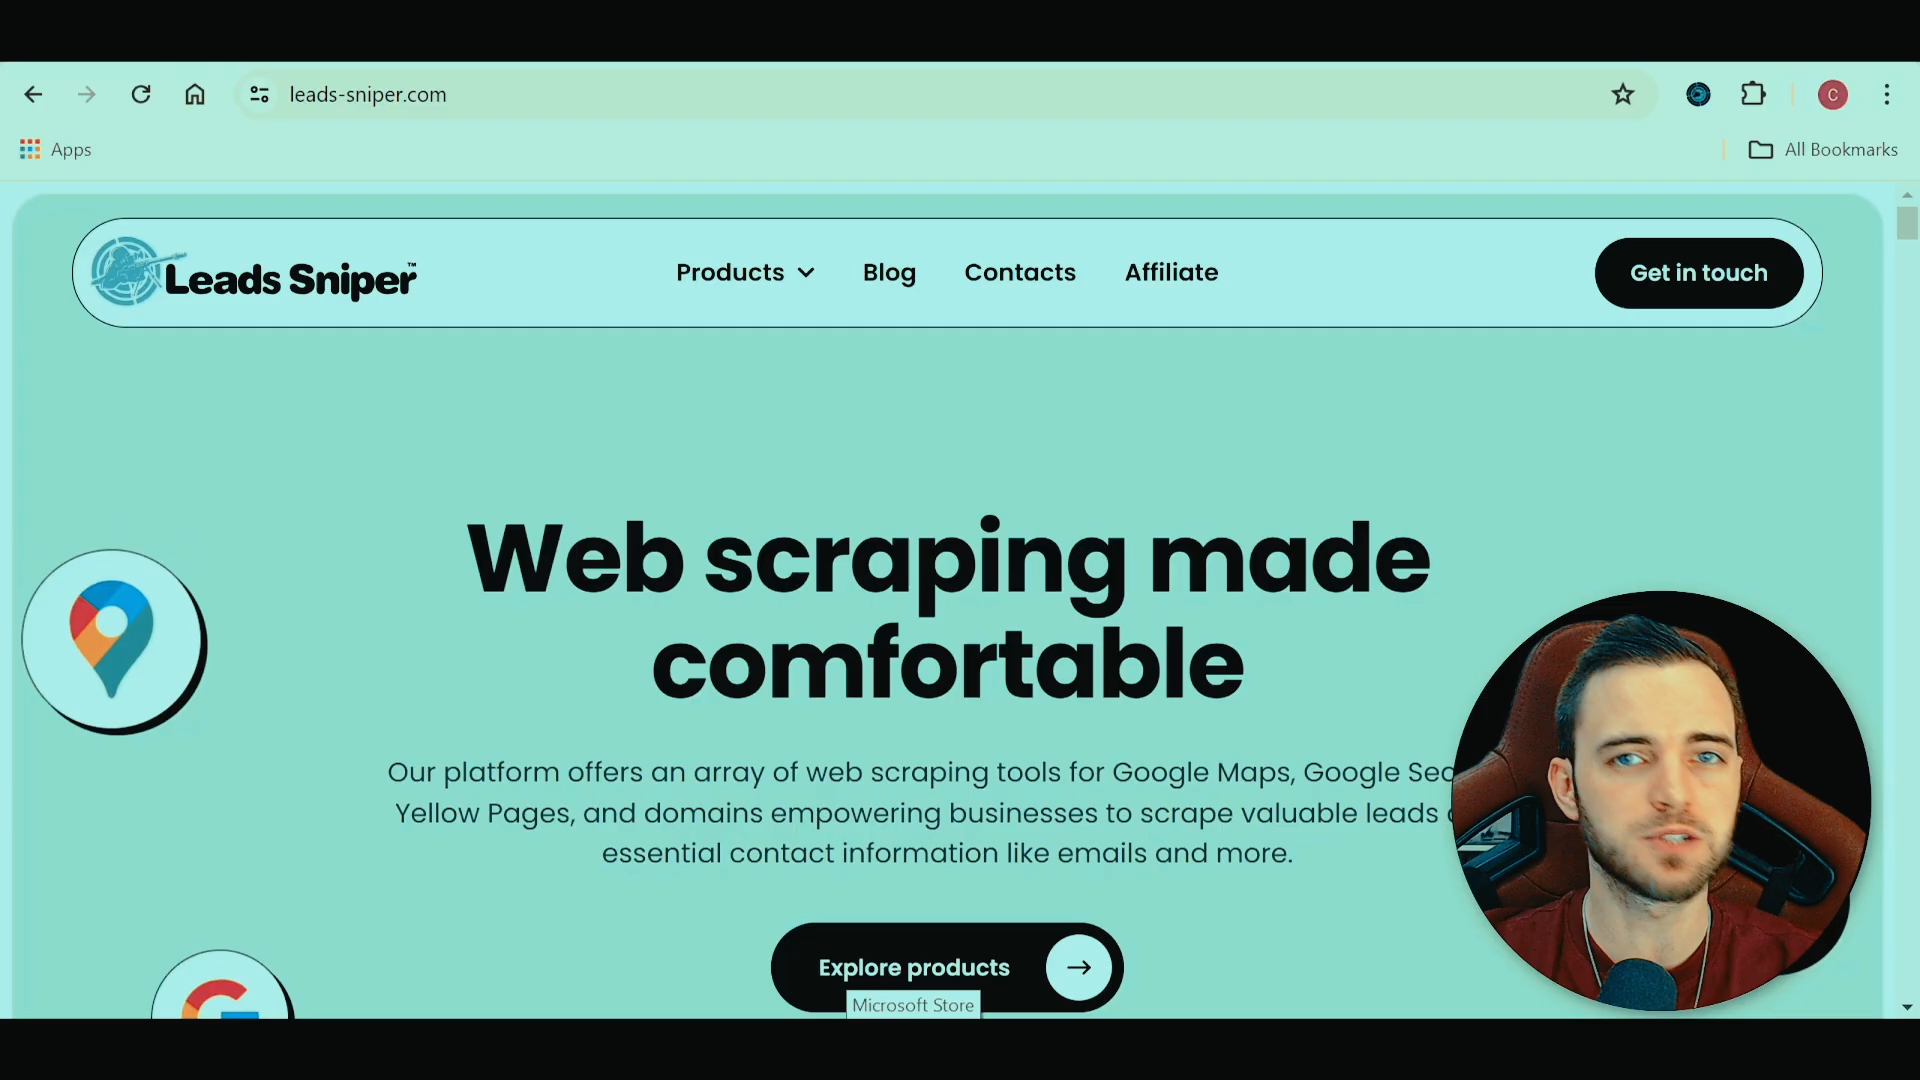 leads-sniper.com
C
Apps
All Bookmarks
Leads Sniper™
Products
Blog
Contacts
Affiliate
Get in touch
Web scraping made
comfortable
Our platform offers an array of web scraping tools for Google Maps, Google
Yellow Pages, and domains empowering businesses to scrape valuable leads
essential contact information like emails and more.
Explore products
Microsoft Store